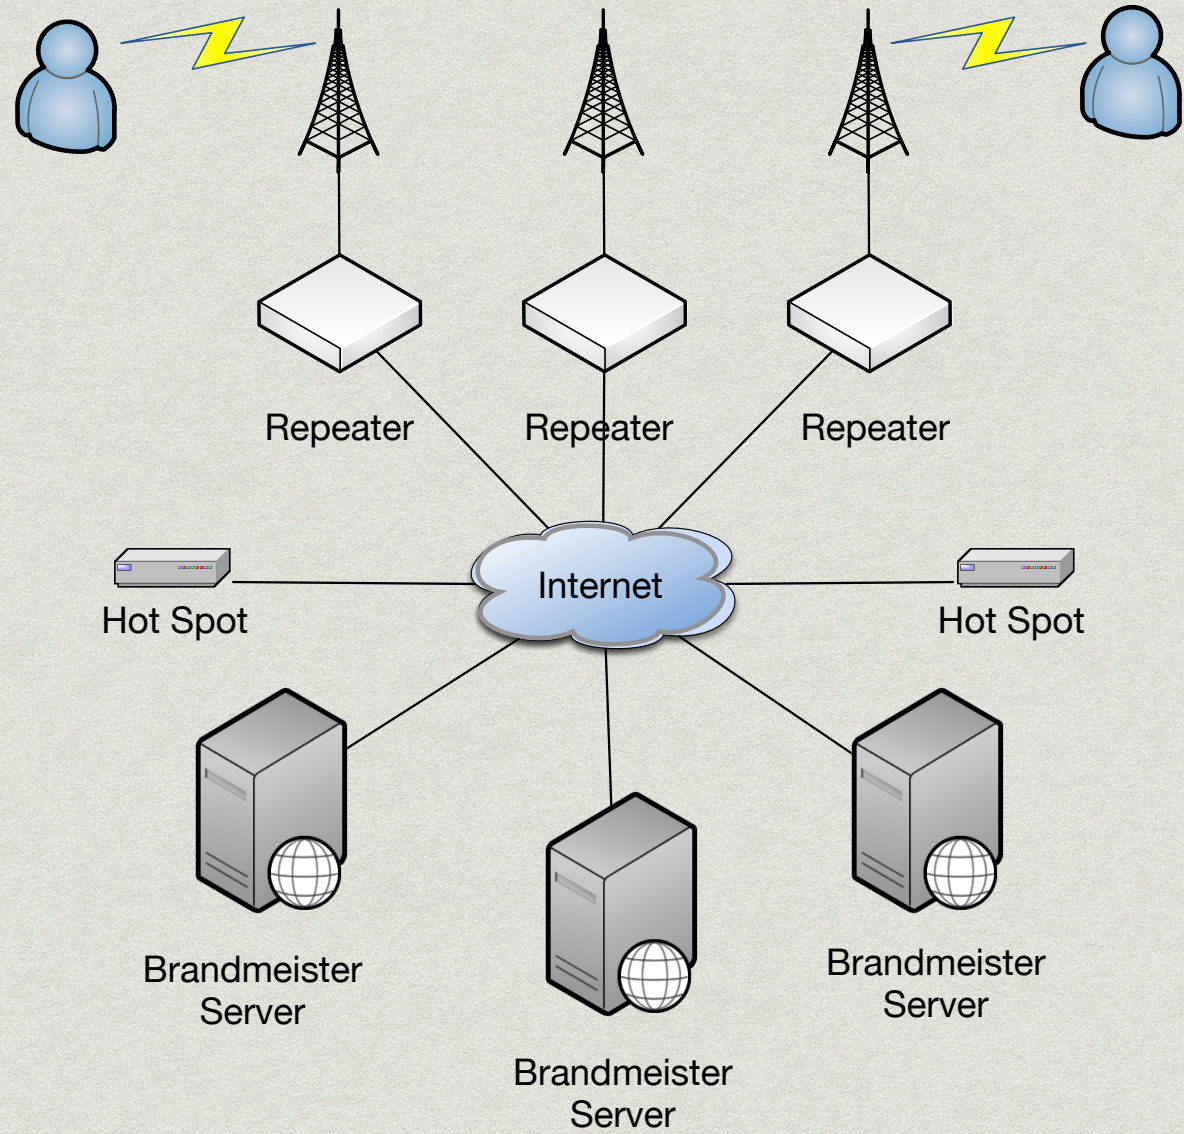 Repeater
Repeater
Repeater
Internet
Hot Spot
Hot Spot
Brandmeister
Server
Brandmeister
Server
Brandmeister
Server